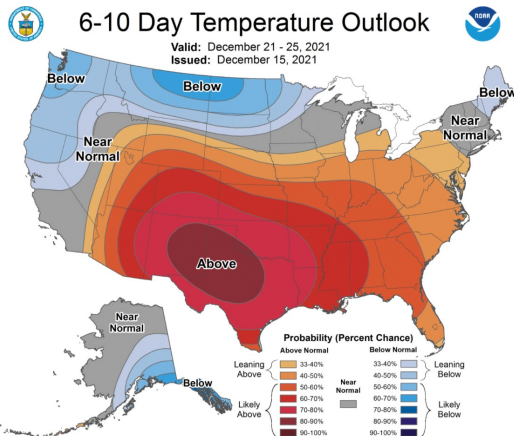 6-10 Day Temperature Outlook
Valid: December 21 - 25, 2021
Issued: December 15, 2021
NOAA
Below
Below
Below
Near
Normal
Near
Normal
Above
Near
Normal
Below
Probability (Percent Chance)
Above Normal
Below Normal
Leaning
Above
33-40%
40-50%
50-60%
60-70%
70-80%
80-90%
90-100%
Likely
Above
Near
Normal
33-40%
40-50%
50-60%
60-70%
70-80%
80-90%
90-100%
Leaning
Below
Likely
Below